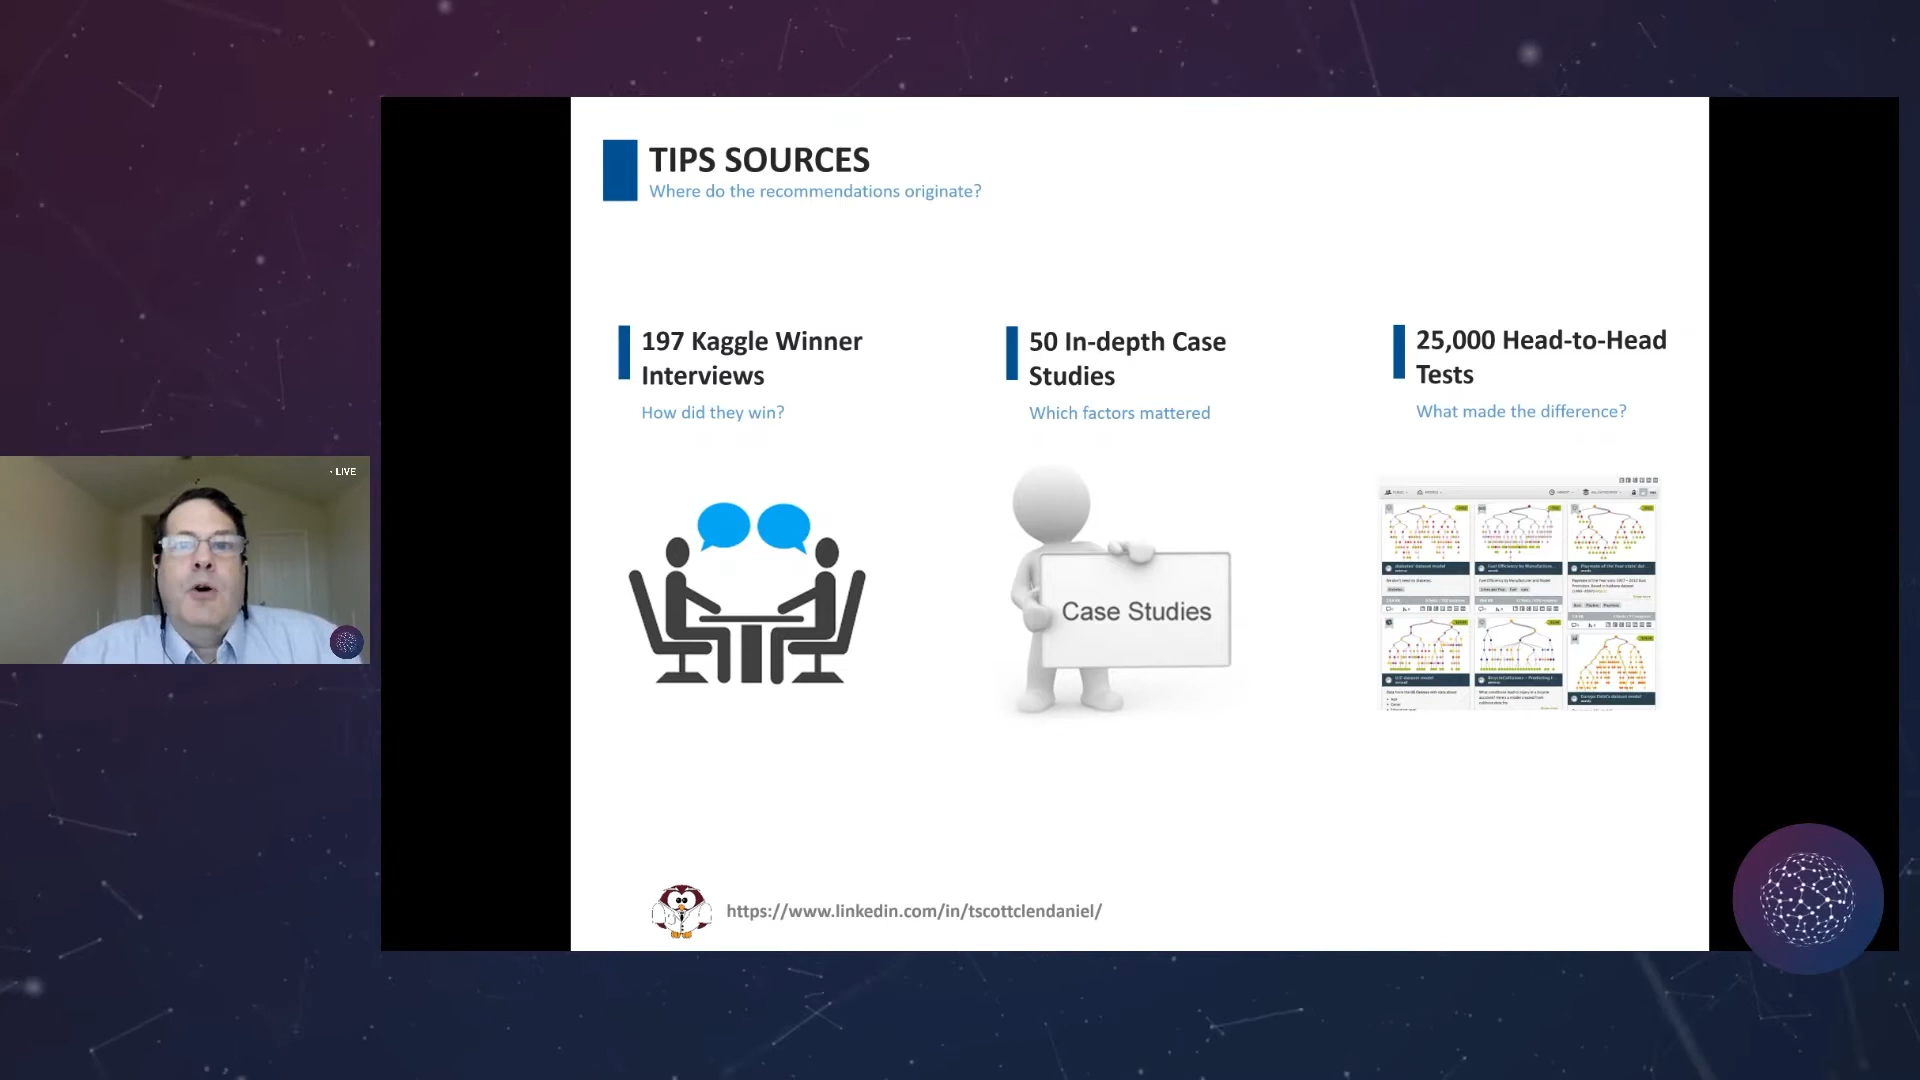 TIPS SOURCES
Where do the recommendations originate?
197 Kaggle Winner
Interviews
How did they win?
50 In-depth Case
Studies
Which factors mattered
25,000 Head-to-Head
Tests
What made the difference?
LIVE
Case Studies
https://www.linkedin.com/in/tscottclendaniel/